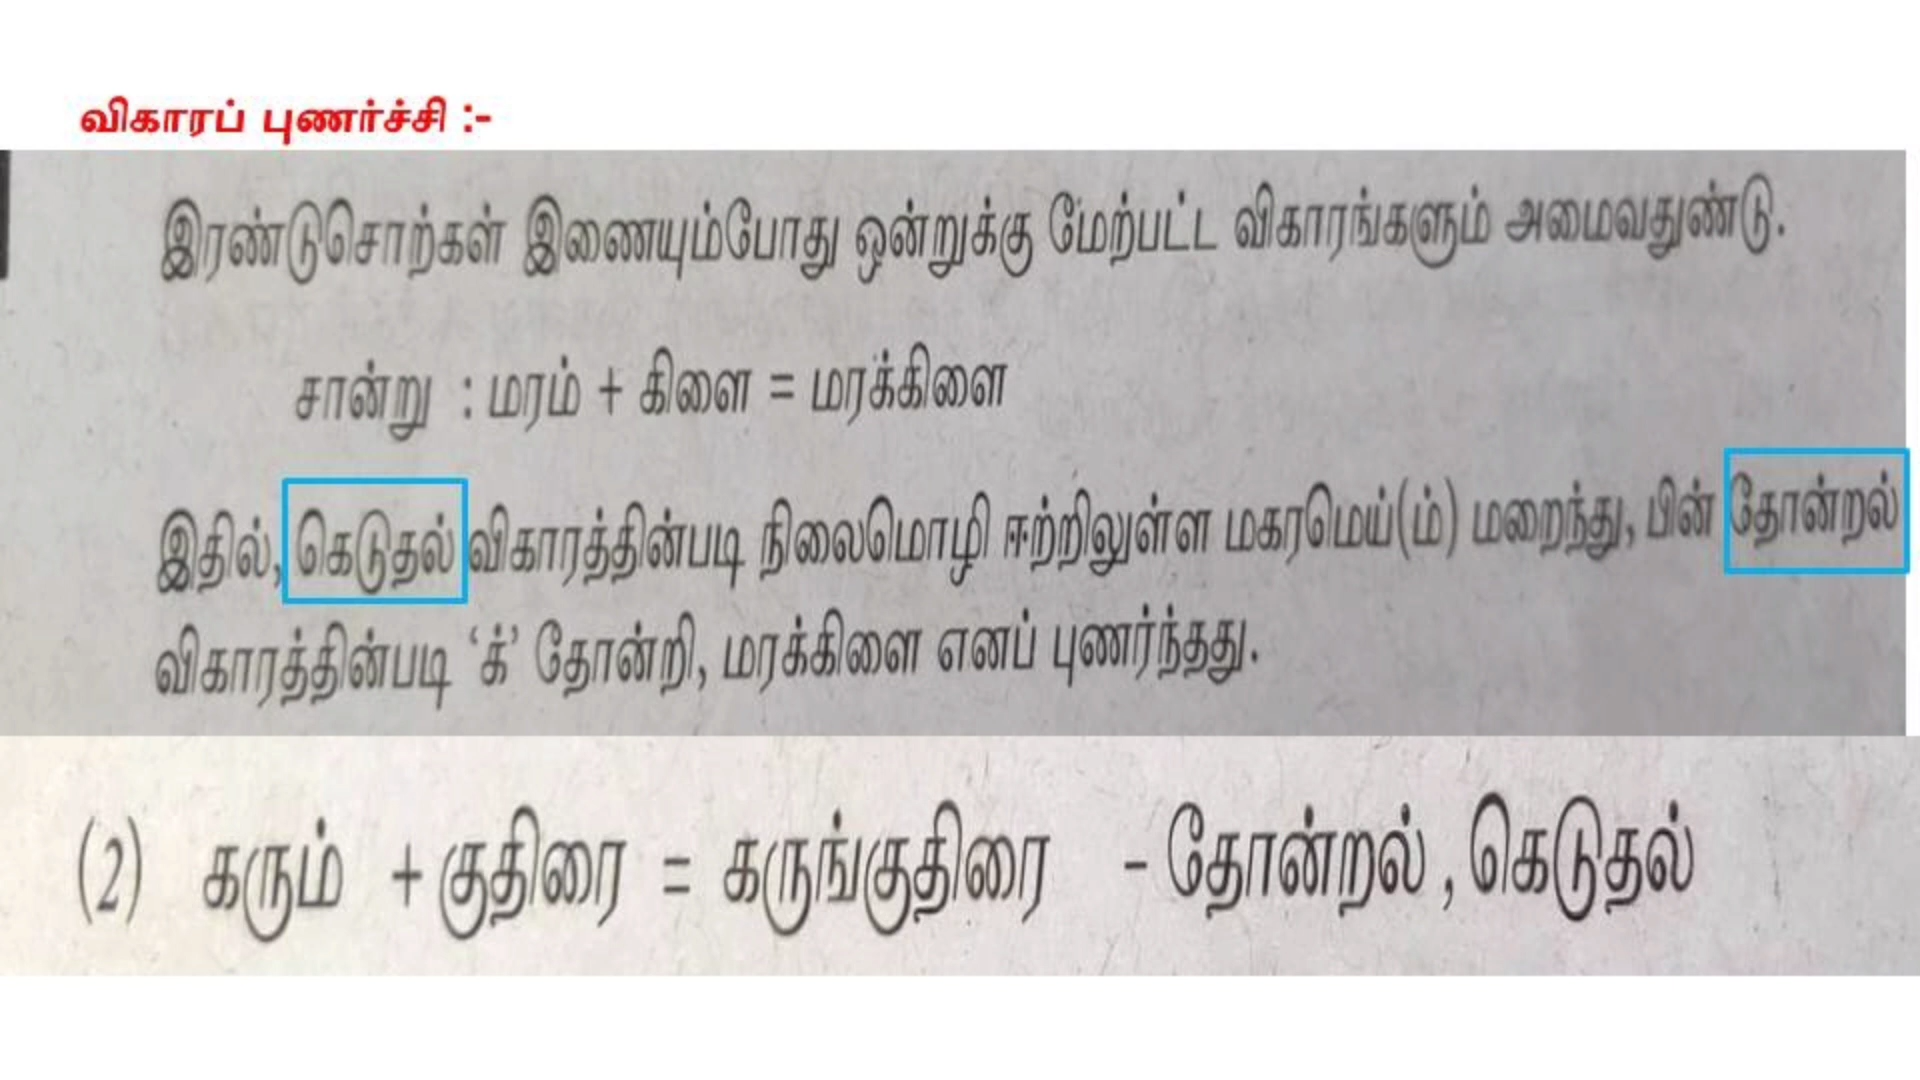 விகாரப் புணர்ச்சி :-
இரண்டுசொற்கள் இணையும்போது ஒன்றுக்கு மேற்பட்ட விகாரங்களும் அமைவதுண்டு.
சான்று : மரம் + கிளை = மரக்கிளை
இதில், கெடுதல் விகாரத்தின்படி நிலைமொழி ஈற்றிலுள்ள மகரமெய்(ம்) மறைந்து, பின் தோன்றல்
விகாரத்தின்படி ‘க்’ தோன்றி, மரக்கிளை எனப் புணர்ந்தது.
(2) கரும் + குதிரை = கருங்குதிரை - தோன்றல் , கெடுதல்